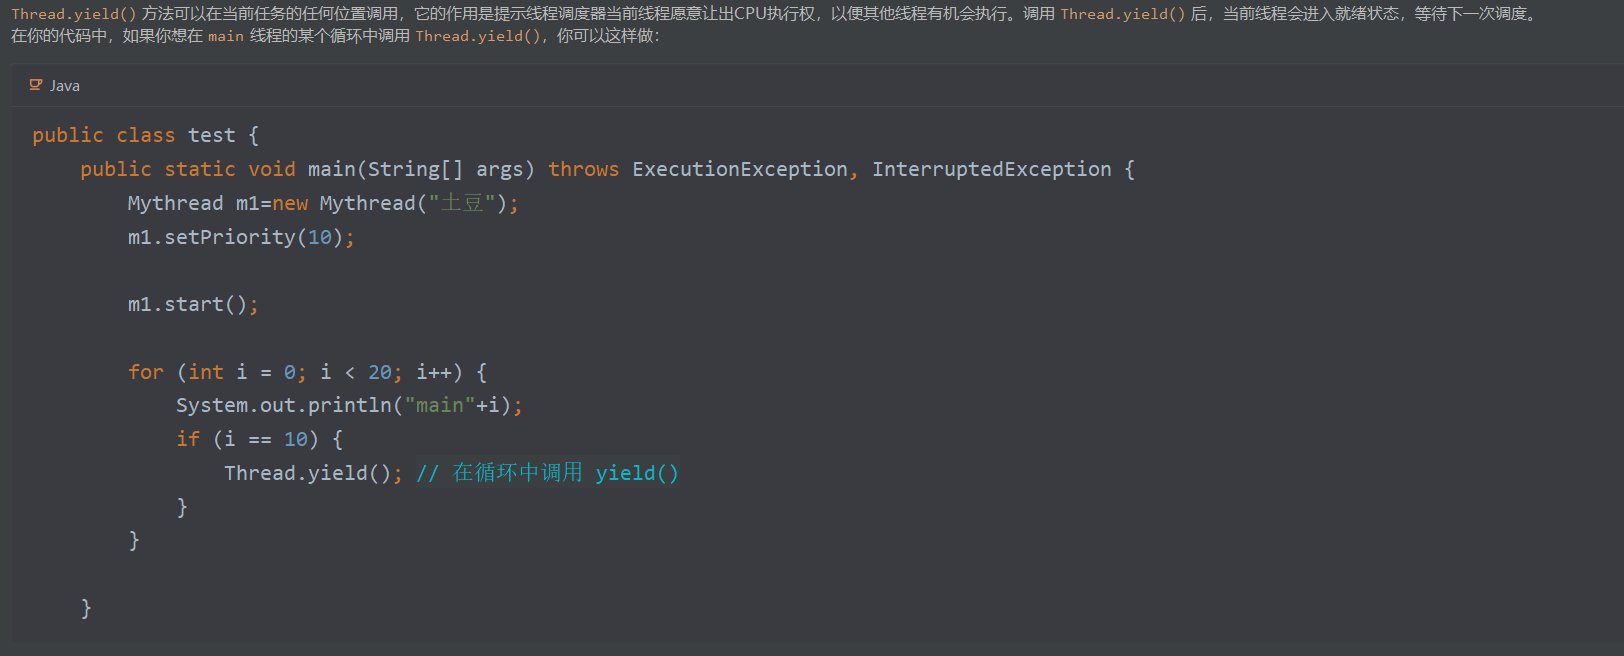 Thread.yield() 方法可以在当前任务的任何位置调用，它的作用是提示线程调度器当前线程愿意让出CPU执行权，以便其他线程有机会执行。调用 Thread.yield() 后，当前线程会进入就绪状态，等待下一次调度。
在你的代码中，如果你想在 main 线程的某个循环中调用 Thread.yield()，你可以这样做：
Java
public class test {
    public static void main(String[] args) throws ExecutionException, InterruptedException {
        Mythread m1=new Mythread("土豆");
        m1.setPriority(10);
        m1.start();
        for (int i = 0; i < 20; i++) {
            System.out.println("main"+i);
            if (i == 10) {
                Thread.yield(); // 在循环中调用 yield()
            }
        }
    }